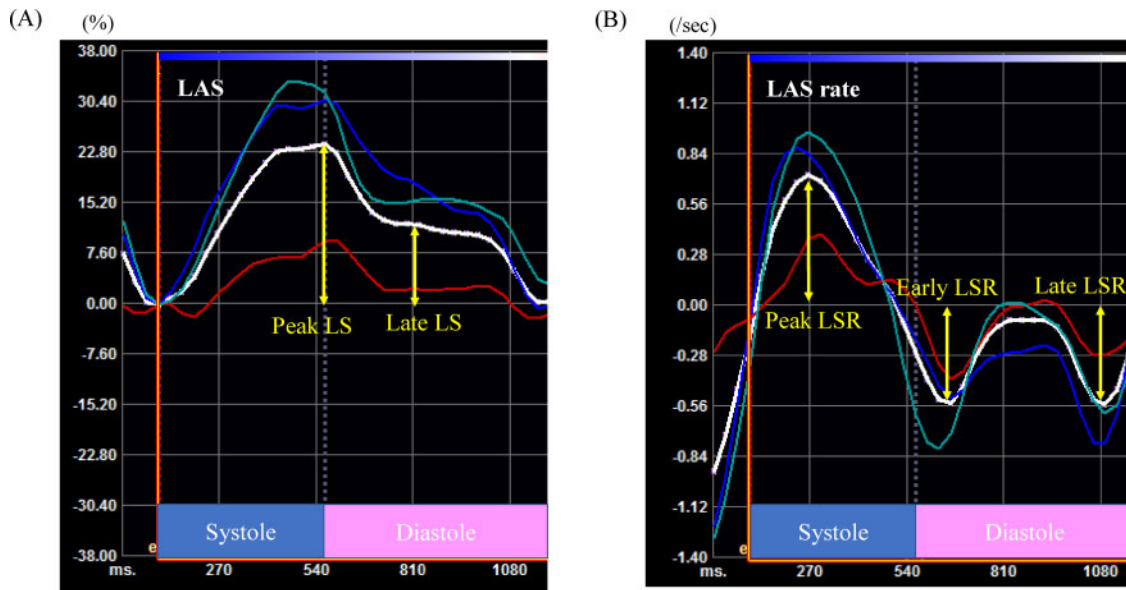 (A)
(%)
38.00
30.40
22.80
15.20
7.60
0.00
-7.60
-15.20
-22.80
-30.40
-38.00
LAS
Peak LS
Late LS
Systole
Diastole
e
ms.
270
540
810
1080
(B)
(/sec)
1.40
1.12
0.84
0.56
0.28
0.00
-0.28
-0.56
-0.84
-1.12
-1.40
LAS rate
Early LSR
Late LSR
Peak LSR
Systole
Diastole
e
ms.
270
540
810
1080